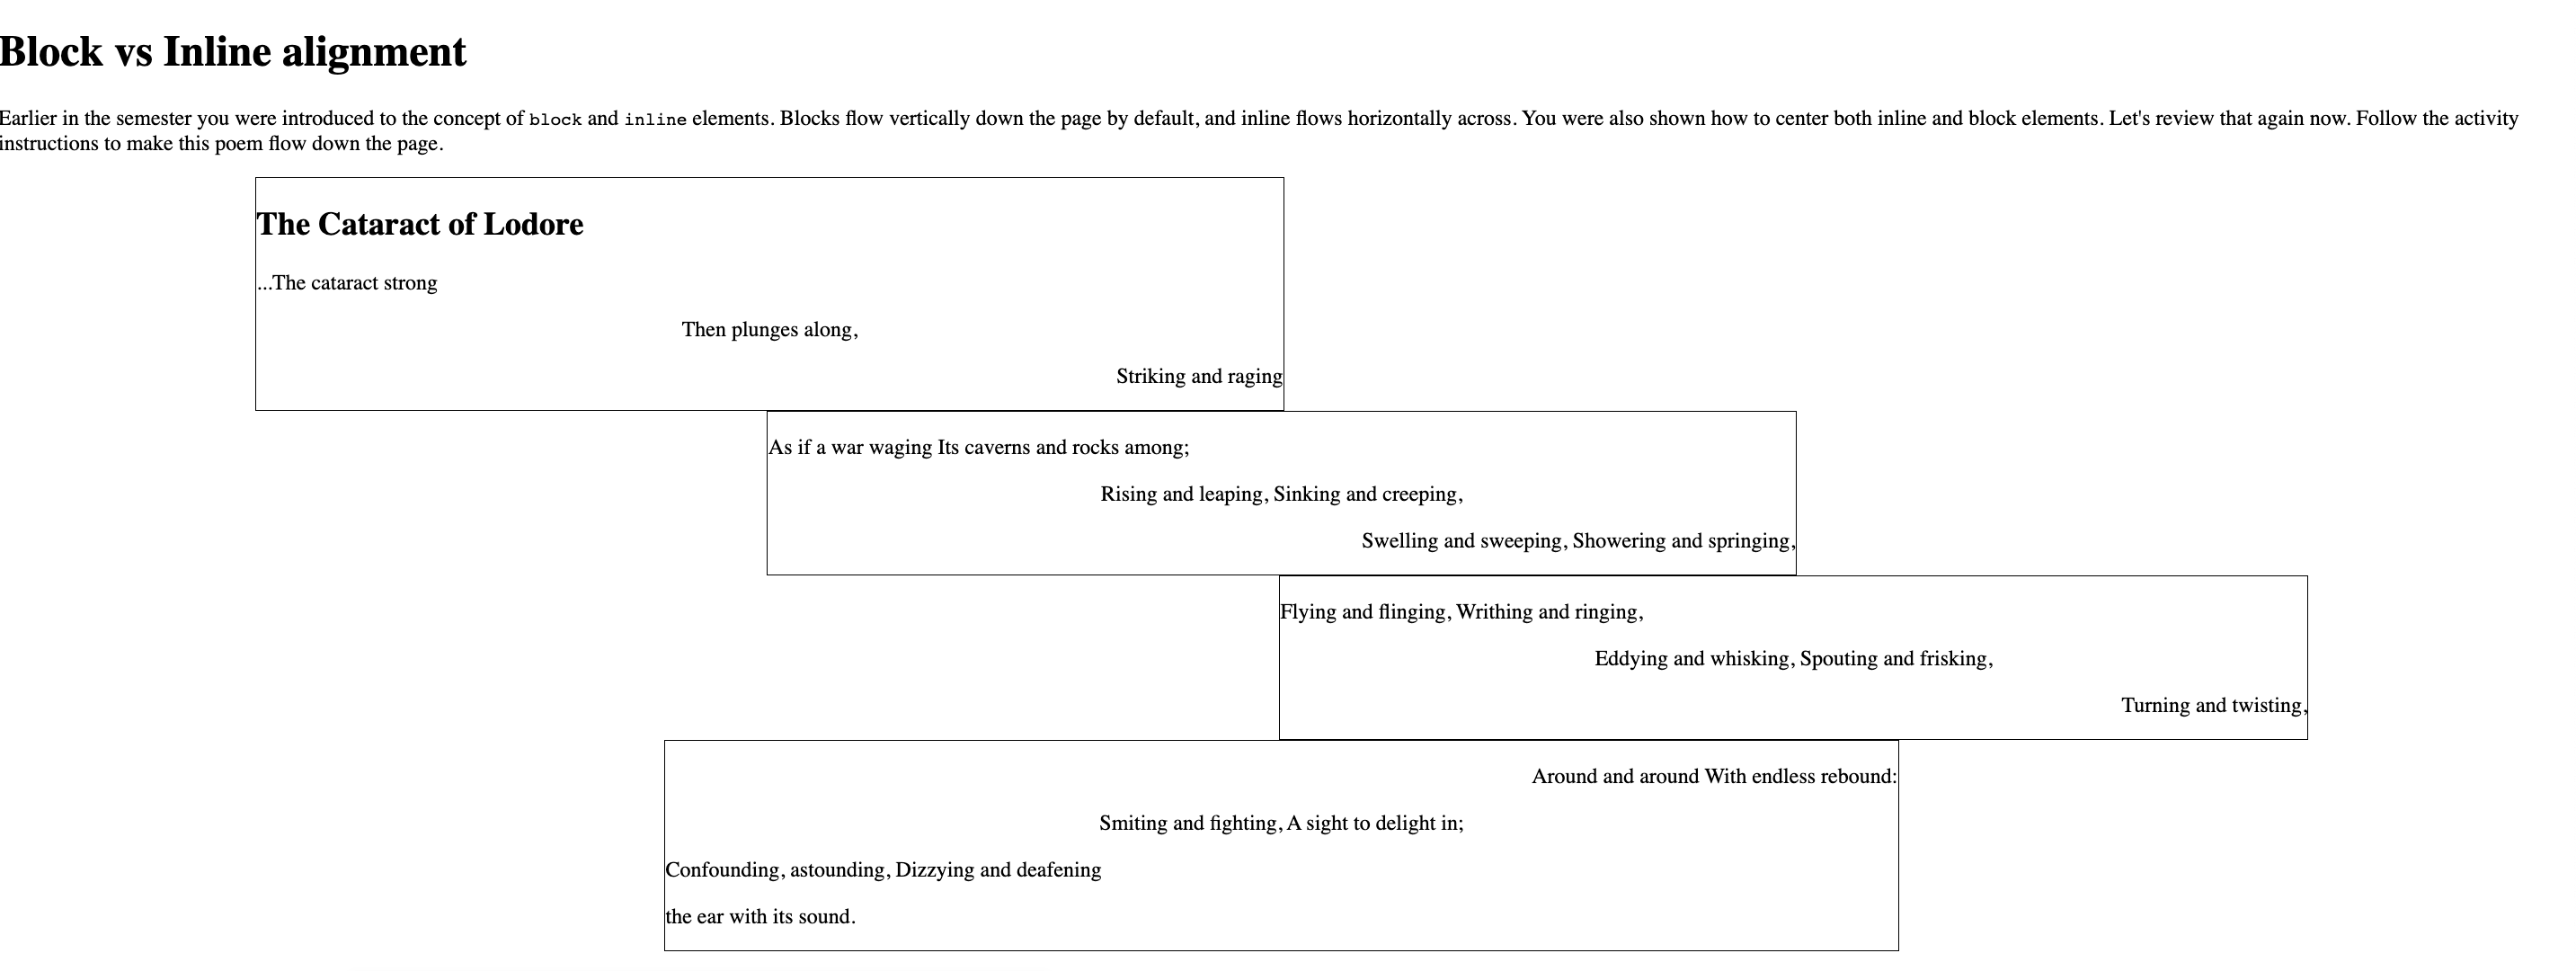 Block vs Inline alignment
Earlier in the semester you were introduced to the concept of block and inline elements. Blocks flow vertically down the page by default, and inline flows horizontally across. You were also shown how to center both inline and block elements. Let's review that again now. Follow the activity
instructions to make this poem flow down the page.
The Cataract of Lodore
...The cataract strong
Then plunges along,
Striking and raging
As if a war waging Its caverns and rocks among;
Rising and leaping, Sinking and creeping,
Swelling and sweeping, Showering and springing,
Flying and flinging, Writhing and ringing,
Eddying and whisking, Spouting and frisking,
Turning and twisting,
Around and around With endless rebound:
Smiting and fighting, A sight to delight in;
Confounding, astounding, Dizzying and deafening
the ear with its sound.